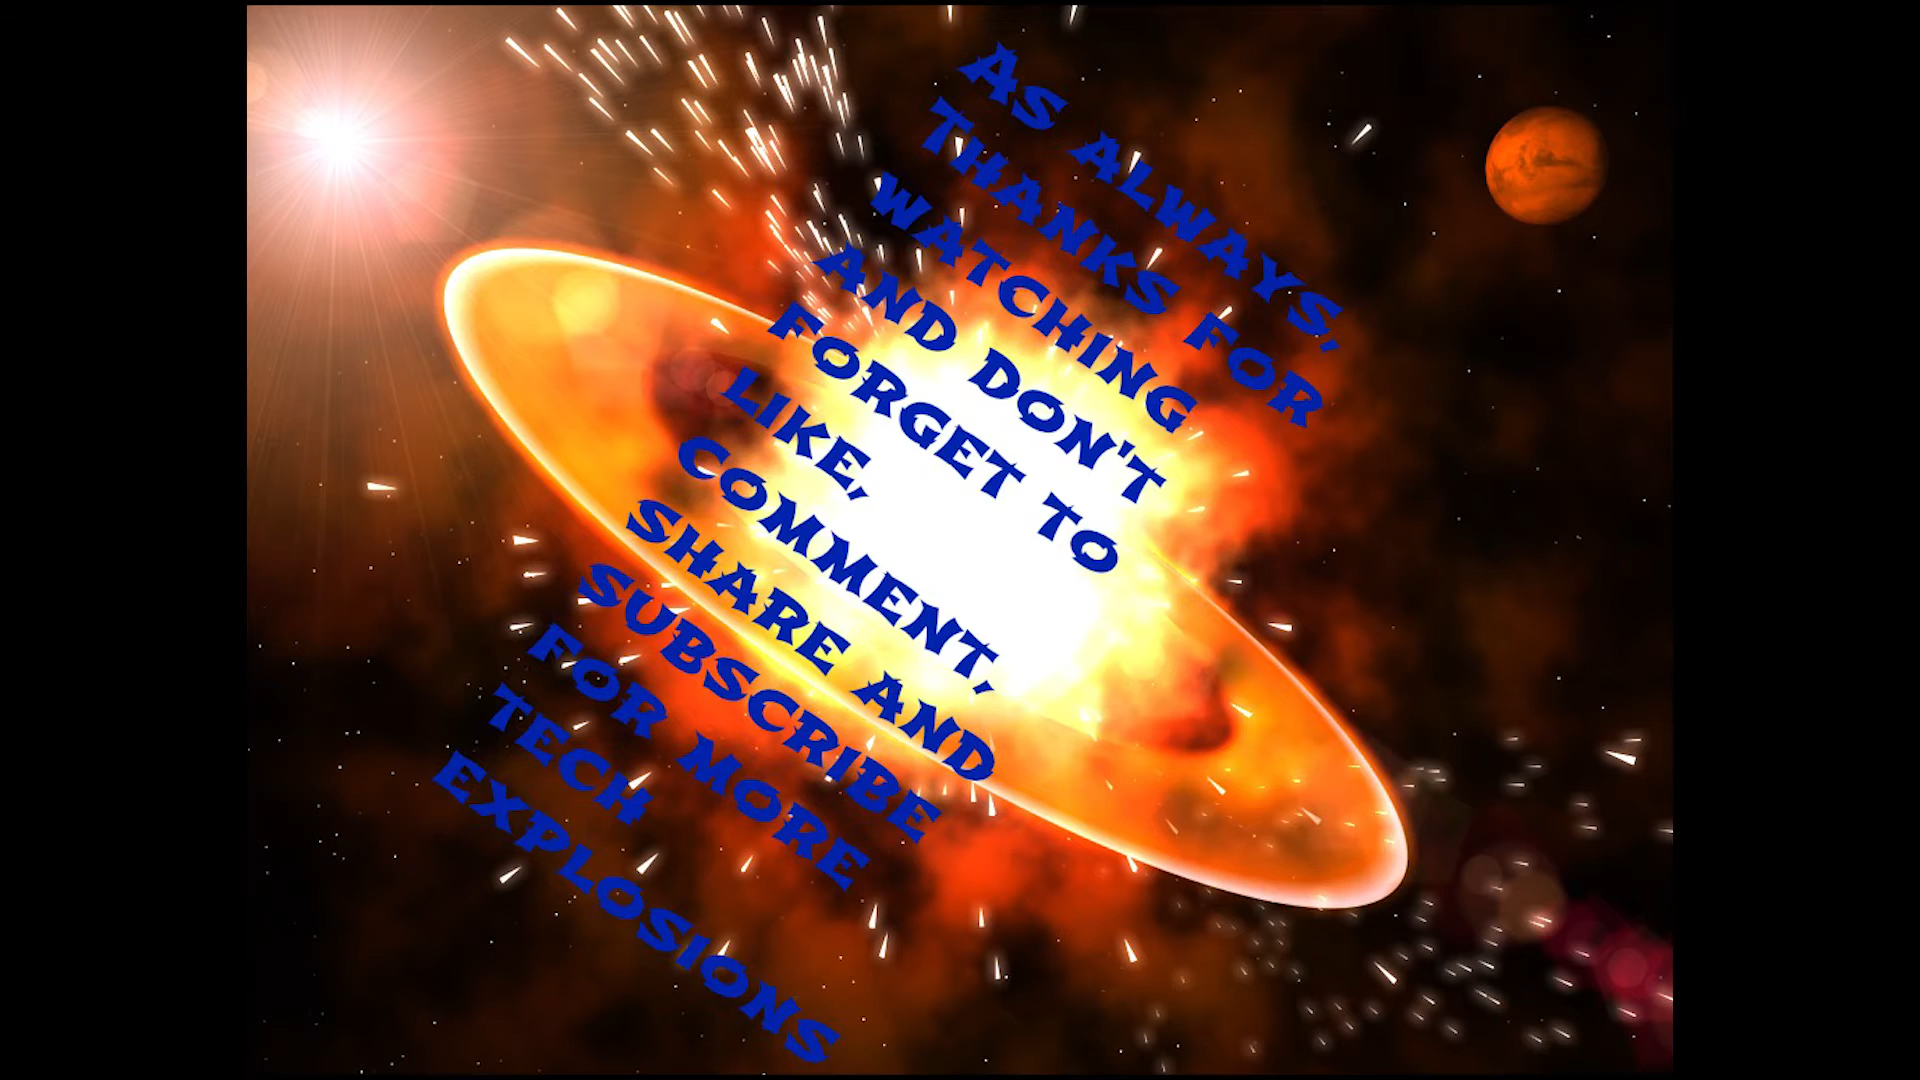 AS ALWAYS,
THANKS FOR
WATCHING
AND DON'T
FORGET TO
LIKE,
COMMENT,
SHARE AND
SUBSCRIBE
FOR MORE
TECH
EXPLOSIONS